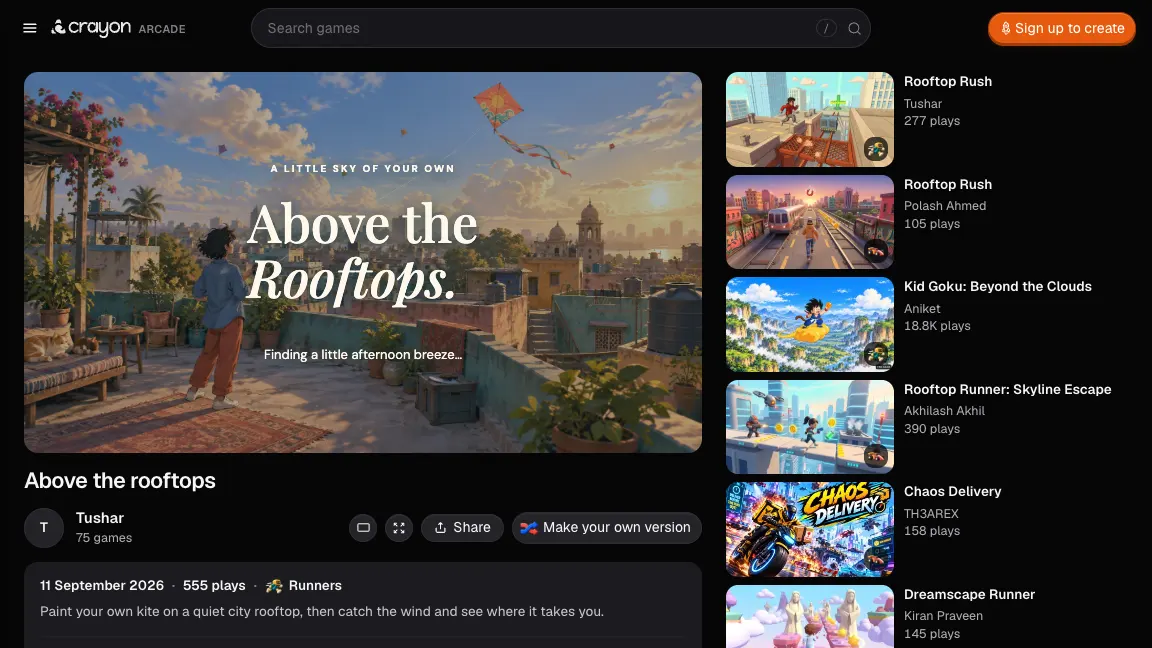 crayon ARCADE
Search games
/
Sign up to create
A LITTLE SKY OF YOUR OWN
Above the
Rooftops.
Finding a little afternoon breeze...
Above the rooftops
T
Tushar
75 games
Share
Make your own version
11 September 2026 · 555 plays · Runners
Paint your own kite on a quiet city rooftop, then catch the wind and see where it takes you.
Rooftop Rush
Tushar
277 plays
Rooftop Rush
Polash Ahmed
105 plays
Kid Goku: Beyond the Clouds
Aniket
18.8K plays
Rooftop Runner: Skyline Escape
Akhilash Akhil
390 plays
CHAOS
DELIVERY
Chaos Delivery
TH3AREX
158 plays
Dreamscape Runner
Kiran Praveen
145 plays